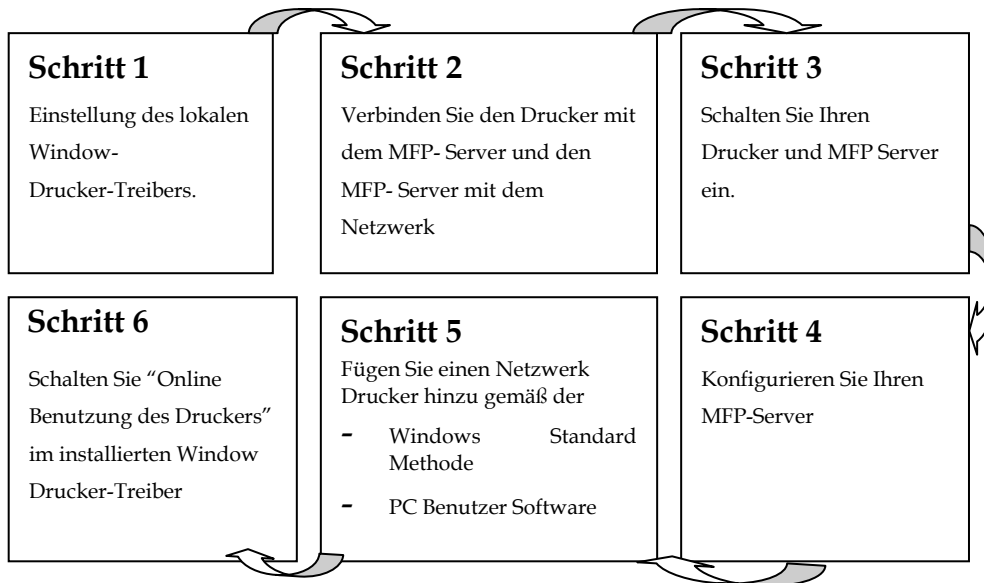 Schritt 1
Einstellung des lokalen
Window-
Drucker-Treibers.
Schritt 2
Verbinden Sie den Drucker mit
dem MFP- Server und den
MFP- Server mit dem
Netzwerk
Schritt 3
Schalten Sie Ihren
Drucker und MFP Server
ein.
Schritt 4
Konfigurieren Sie Ihren
MFP-Server
Schritt 5
Fügen Sie einen Netzwerk
Drucker hinzu gemäß der
- Windows Standard
Methode
- PC Benutzer Software
Schritt 6
Schalten Sie “Online
Benutzung des Druckers”
im installierten Window
Drucker-Treiber